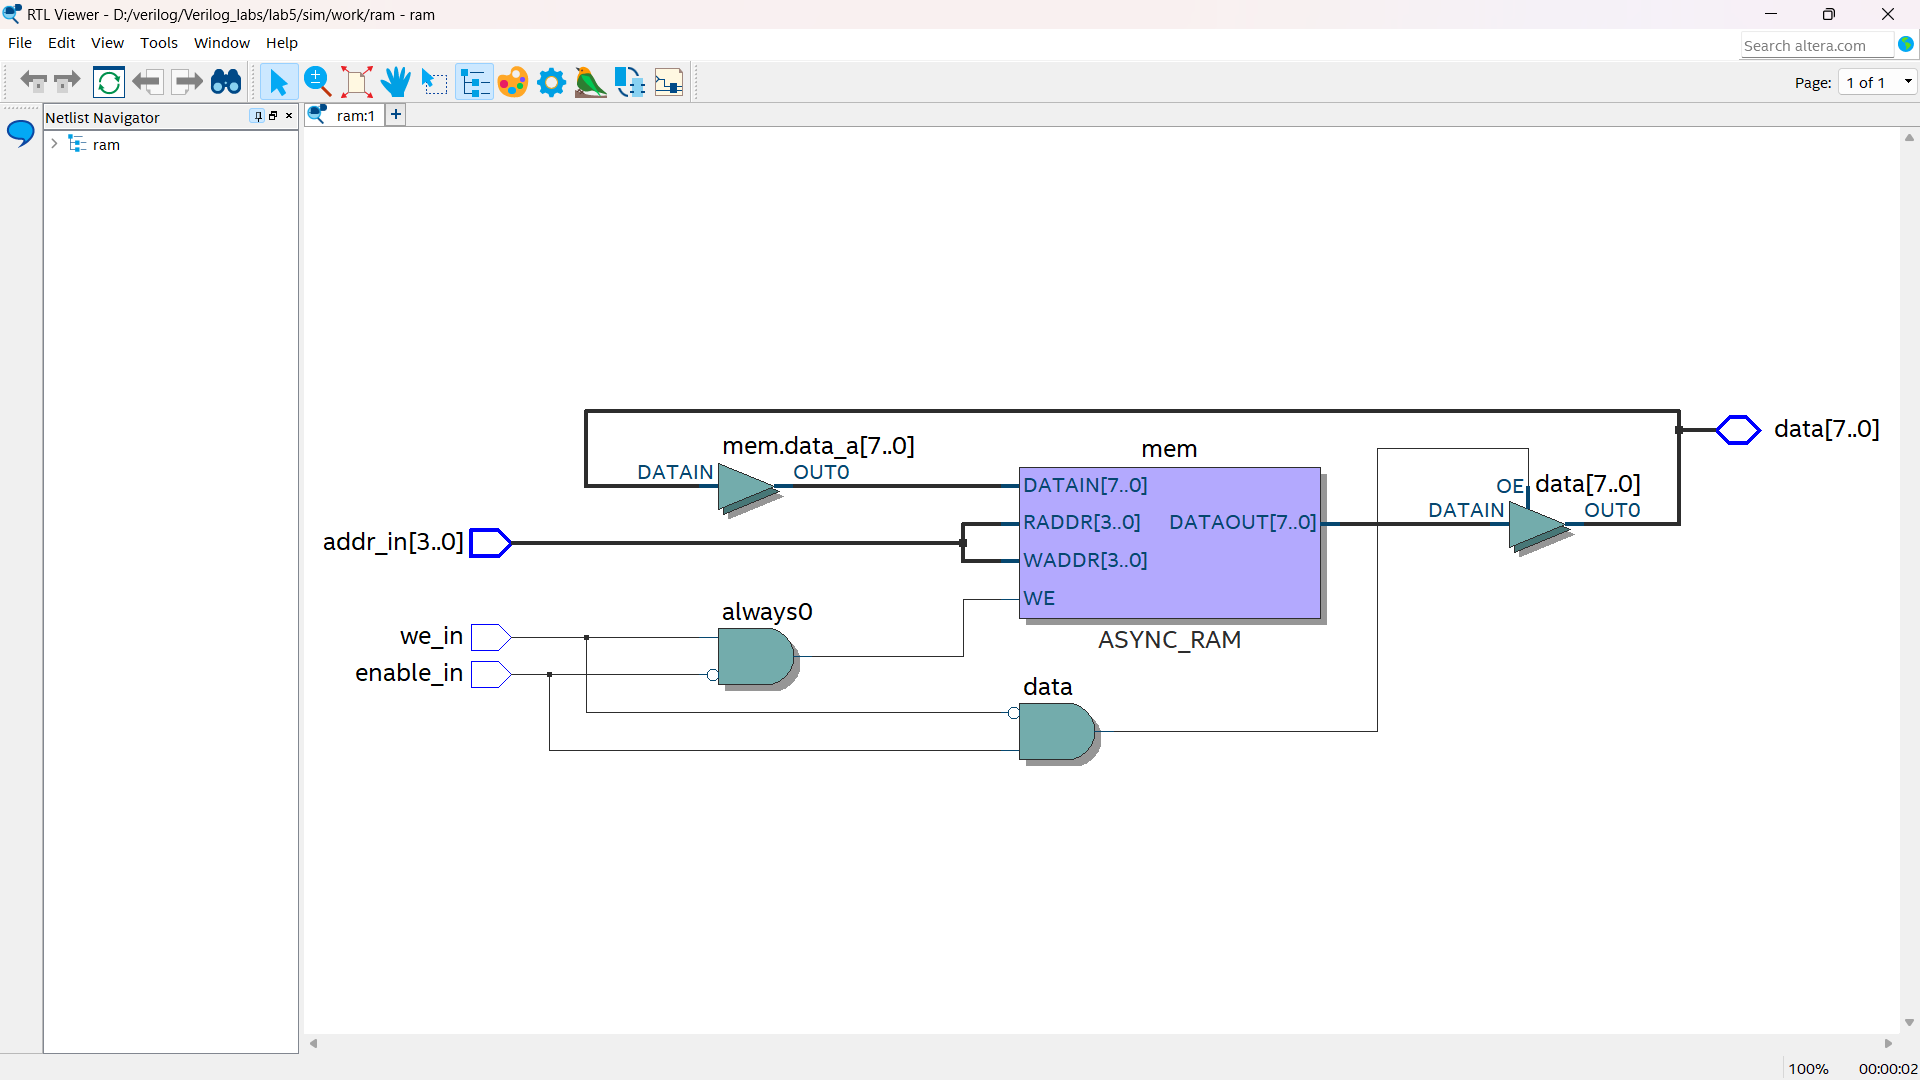 RTL Viewer - D:/verilog/Verilog_labs/lab5/sim/work/ram - ram
File Edit View Tools Window Help
Search altera.com
Page: 1 of 1
Netlist Navigator
ram:1
ram
data[7..0]
mem.data_a[7..0]
mem
DATAIN OUT0
DATAIN[7..0]
OE data[7..0]
RADDR[3..0] DATAOUT[7..0]
DATAIN OUT0
addr_in[3..0]
WADDR[3..0]
WE
always0
we_in
ASYNC_RAM
enable_in
data
100% 00:00:02